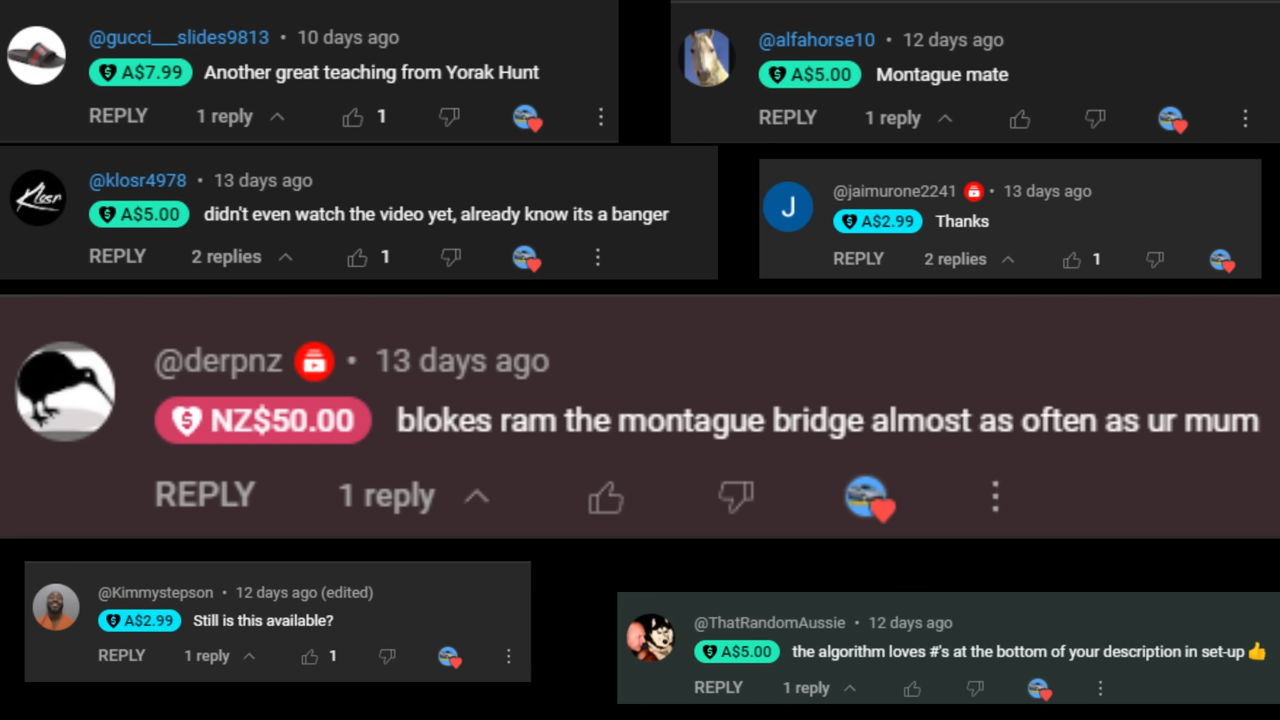 @gucci___slides9813 • 10 days ago
A$7.99 Another great teaching from Yorak Hunt
REPLY 1 reply 1
@alfahorse10 • 12 days ago
A$5.00 Montague mate
REPLY 1 reply
Klosr
@klosr4978 • 13 days ago
A$5.00 didn't even watch the video yet, already know its a banger
REPLY 2 replies 1
J
@jaimurone2241 • 13 days ago
A$2.99 Thanks
REPLY 2 replies 1
@derpnz • 13 days ago
NZ$50.00 blokes ram the montague bridge almost as often as ur mum
REPLY 1 reply
@Kimmystepson • 12 days ago (edited)
A$2.99 Still is this available?
REPLY 1 reply 1
@ThatRandomAussie • 12 days ago
A$5.00 the algorithm loves #'s at the bottom of your description in set-up👍
REPLY 1 reply